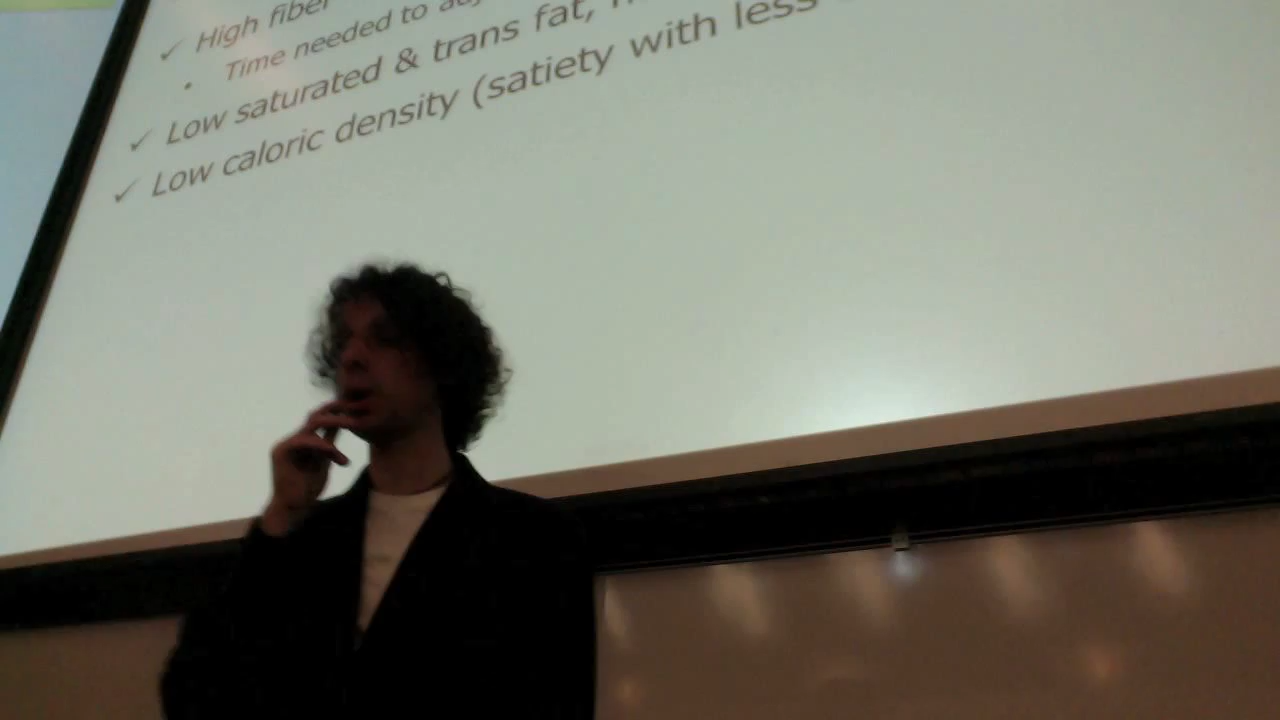 ✓ High fiber
• Time needed to
✓ Low saturated & trans fat,
✓ Low caloric density (satiety with less